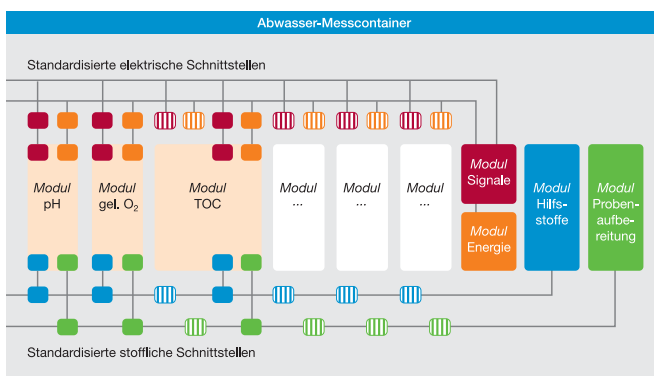 Abwasser-Messcontainer
Standardisierte elektrische Schnittstellen
Modul
pH
Modul
gel. O₂
Modul
TOC
Modul
...
Modul
...
Modul
...
Modul
Signale
Modul
Energie
Modul
Hilfs-
stoffe
Modul
Proben-
aufbe-
reitung
Standardisierte stoffliche Schnittstellen